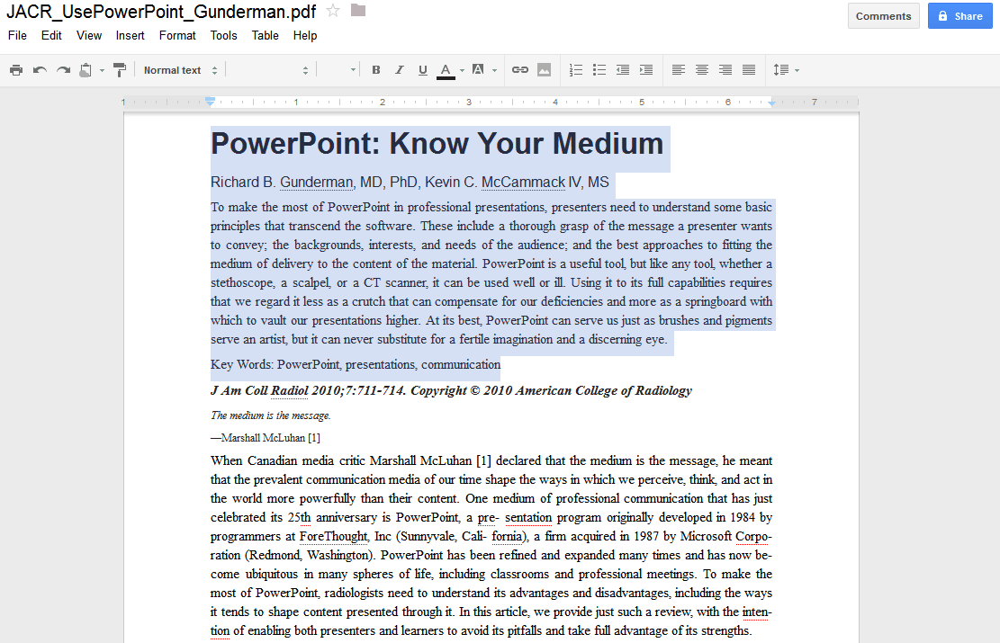 JACR_UsePowerPoint_Gunderman.pdf
Comments
Share
File Edit View Insert Format Tools Table Help
Normal text B I U A A
1 1 2 3 4 5 6 7
PowerPoint: Know Your Medium
Richard B. Gunderman, MD, PhD, Kevin C. McCammack IV, MS
To make the most of PowerPoint in professional presentations, presenters need to understand some basic
principles that transcend the software. These include a thorough grasp of the message a presenter wants
to convey; the backgrounds, interests, and needs of the audience; and the best approaches to fitting the
medium of delivery to the content of the material. PowerPoint is a useful tool, but like any tool, whether a
stethoscope, a scalpel, or a CT scanner, it can be used well or ill. Using it to its full capabilities requires
that we regard it less as a crutch that can compensate for our deficiencies and more as a springboard with
which to vault our presentations higher. At its best, PowerPoint can serve us just as brushes and pigments
serve an artist, but it can never substitute for a fertile imagination and a discerning eye.
Key Words: PowerPoint, presentations, communication
J Am Coll Radiol 2010;7:711-714. Copyright © 2010 American College of Radiology
The medium is the message.
—Marshall McLuhan [1]
When Canadian media critic Marshall McLuhan [1] declared that the medium is the message, he meant
that the prevalent communication media of our time shape the ways in which we perceive, think, and act in
the world more powerfully than their content. One medium of professional communication that has just
celebrated its 25th anniversary is PowerPoint, a pre- sentation program originally developed in 1984 by
programmers at ForeThought, Inc (Sunnyvale, Cali- fornia), a firm acquired in 1987 by Microsoft Corpo-
ration (Redmond, Washington). PowerPoint has been refined and expanded many times and has now be-
come ubiquitous in many spheres of life, including classrooms and professional meetings. To make the
most of PowerPoint, radiologists need to understand its advantages and disadvantages, including the ways
it tends to shape content presented through it. In this article, we provide just such a review, with the inten-
tion of enabling both presenters and learners to avoid its pitfalls and take full advantage of its strengths.